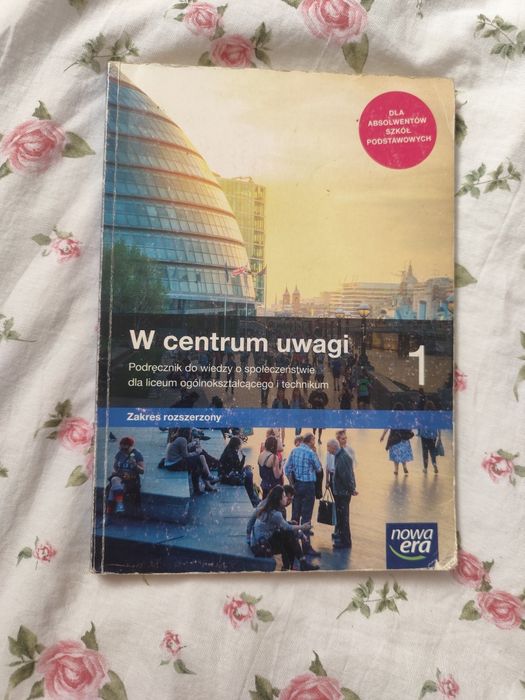 DLA
ABSOLWENTÓW
SZKÓŁ
PODSTAWOWYCH
W centrum uwagi
1
Podręcznik do wiedzy o społeczeństwie
dla liceum ogólnokształcącego i technikum
Zakres rozszerzony
nowa
era